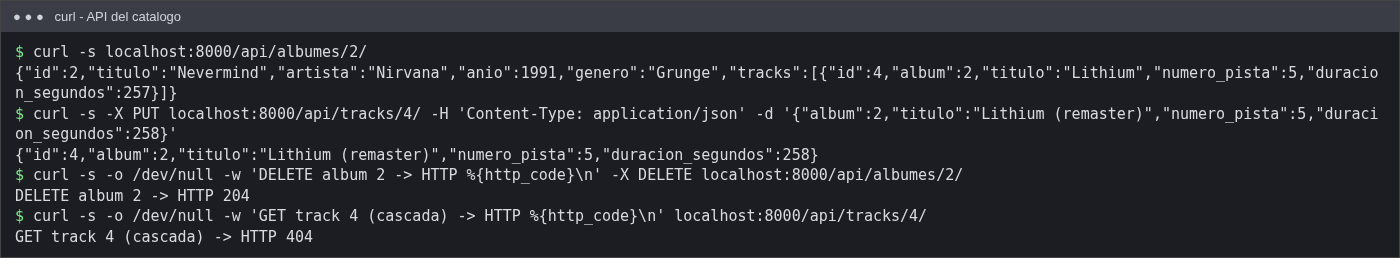 curl - API del catalogo
$ curl -s localhost:8000/api/albumes/2/
{"id":2,"titulo":"Nevermind","artista":"Nirvana","anio":1991,"genero":"Grunge","tracks":[{"id":4,"album":2,"titulo":"Lithium","numero_pista":5,"duracio
n_segundos":257}]}
$ curl -s -X PUT localhost:8000/api/tracks/4/ -H 'Content-Type: application/json' -d '{"album":2,"titulo":"Lithium (remaster)","numero_pista":5,"duraci
on_segundos":258}'
{"id":4,"album":2,"titulo":"Lithium (remaster)","numero_pista":5,"duracion_segundos":258}
$ curl -s -o /dev/null -w 'DELETE album 2 -> HTTP %{http_code}\n' -X DELETE localhost:8000/api/albumes/2/
DELETE album 2 -> HTTP 204
$ curl -s -o /dev/null -w 'GET track 4 (cascada) -> HTTP %{http_code}\n' localhost:8000/api/tracks/4/
GET track 4 (cascada) -> HTTP 404